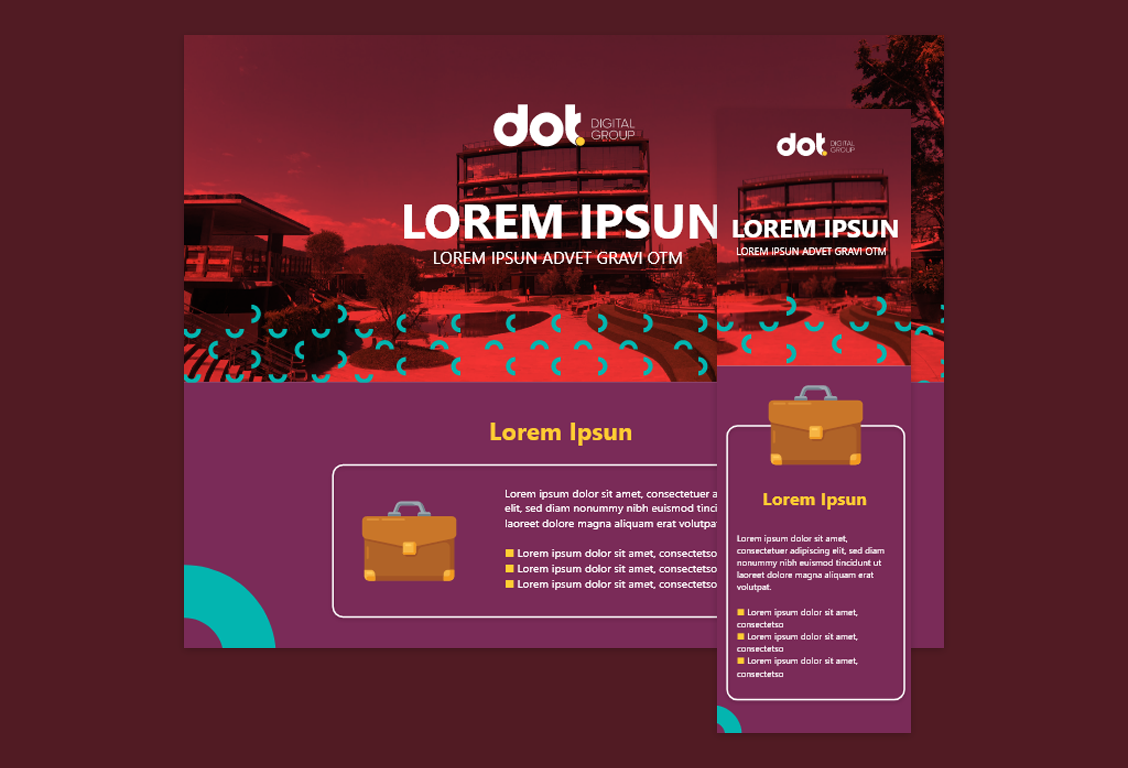 dot.
DIGITAL
GROUP
LOREM IPSUN
LOREM IPSUN ADVET GRAVI OTM
Lorem Ipsun
Lorem ipsum dolor sit amet, consectetuer a
elit, sed diam nonummy nibh euismod tinci
laoreet dolore magna aliquam erat volutpa
Lorem ipsum dolor sit amet, consectetso
Lorem ipsum dolor sit amet, consectetso
Lorem ipsum dolor sit amet, consectetso
dot.
DIGITAL
GROUP
LOREM IPSUN
LOREM IPSUN ADVET GRAVI OTM
Lorem Ipsun
Lorem ipsum dolor sit amet,
consectetuer adipiscing elit, sed diam
nonummy nibh euismod tincidunt ut
laoreet dolore magna aliquam erat
volutpat.
Lorem ipsum dolor sit amet,
consectetso
Lorem ipsum dolor sit amet,
consectetso
Lorem ipsum dolor sit amet,
consectetso